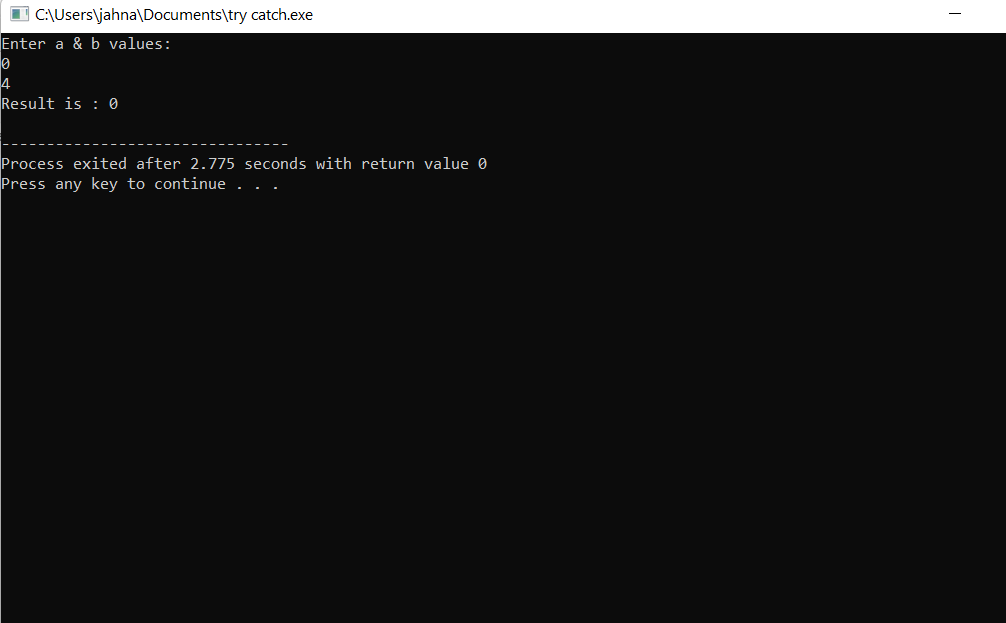 C:\Users\jahna\Documents\try catch.exe
Enter a & b values:
0
4
Result is : 0
--------------------------------
Process exited after 2.775 seconds with return value 0
Press any key to continue . . .